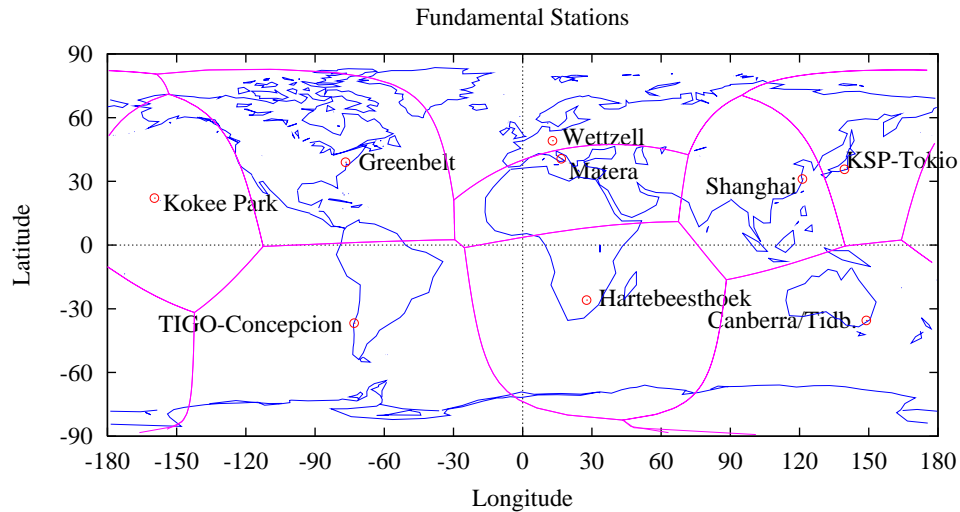 Fundamental Stations
90
60
30
0
-30
-60
-90
Latitude
Wettzell
Greenbelt
Matera
KSP-Tokio
Shanghai
Kokee Park
Hartebeesthoek
TIGO-Concepcion
Canberra/Tidb.
-180 -150 -120 -90 -60 -30 0 30 60 90 120 150 180
Longitude